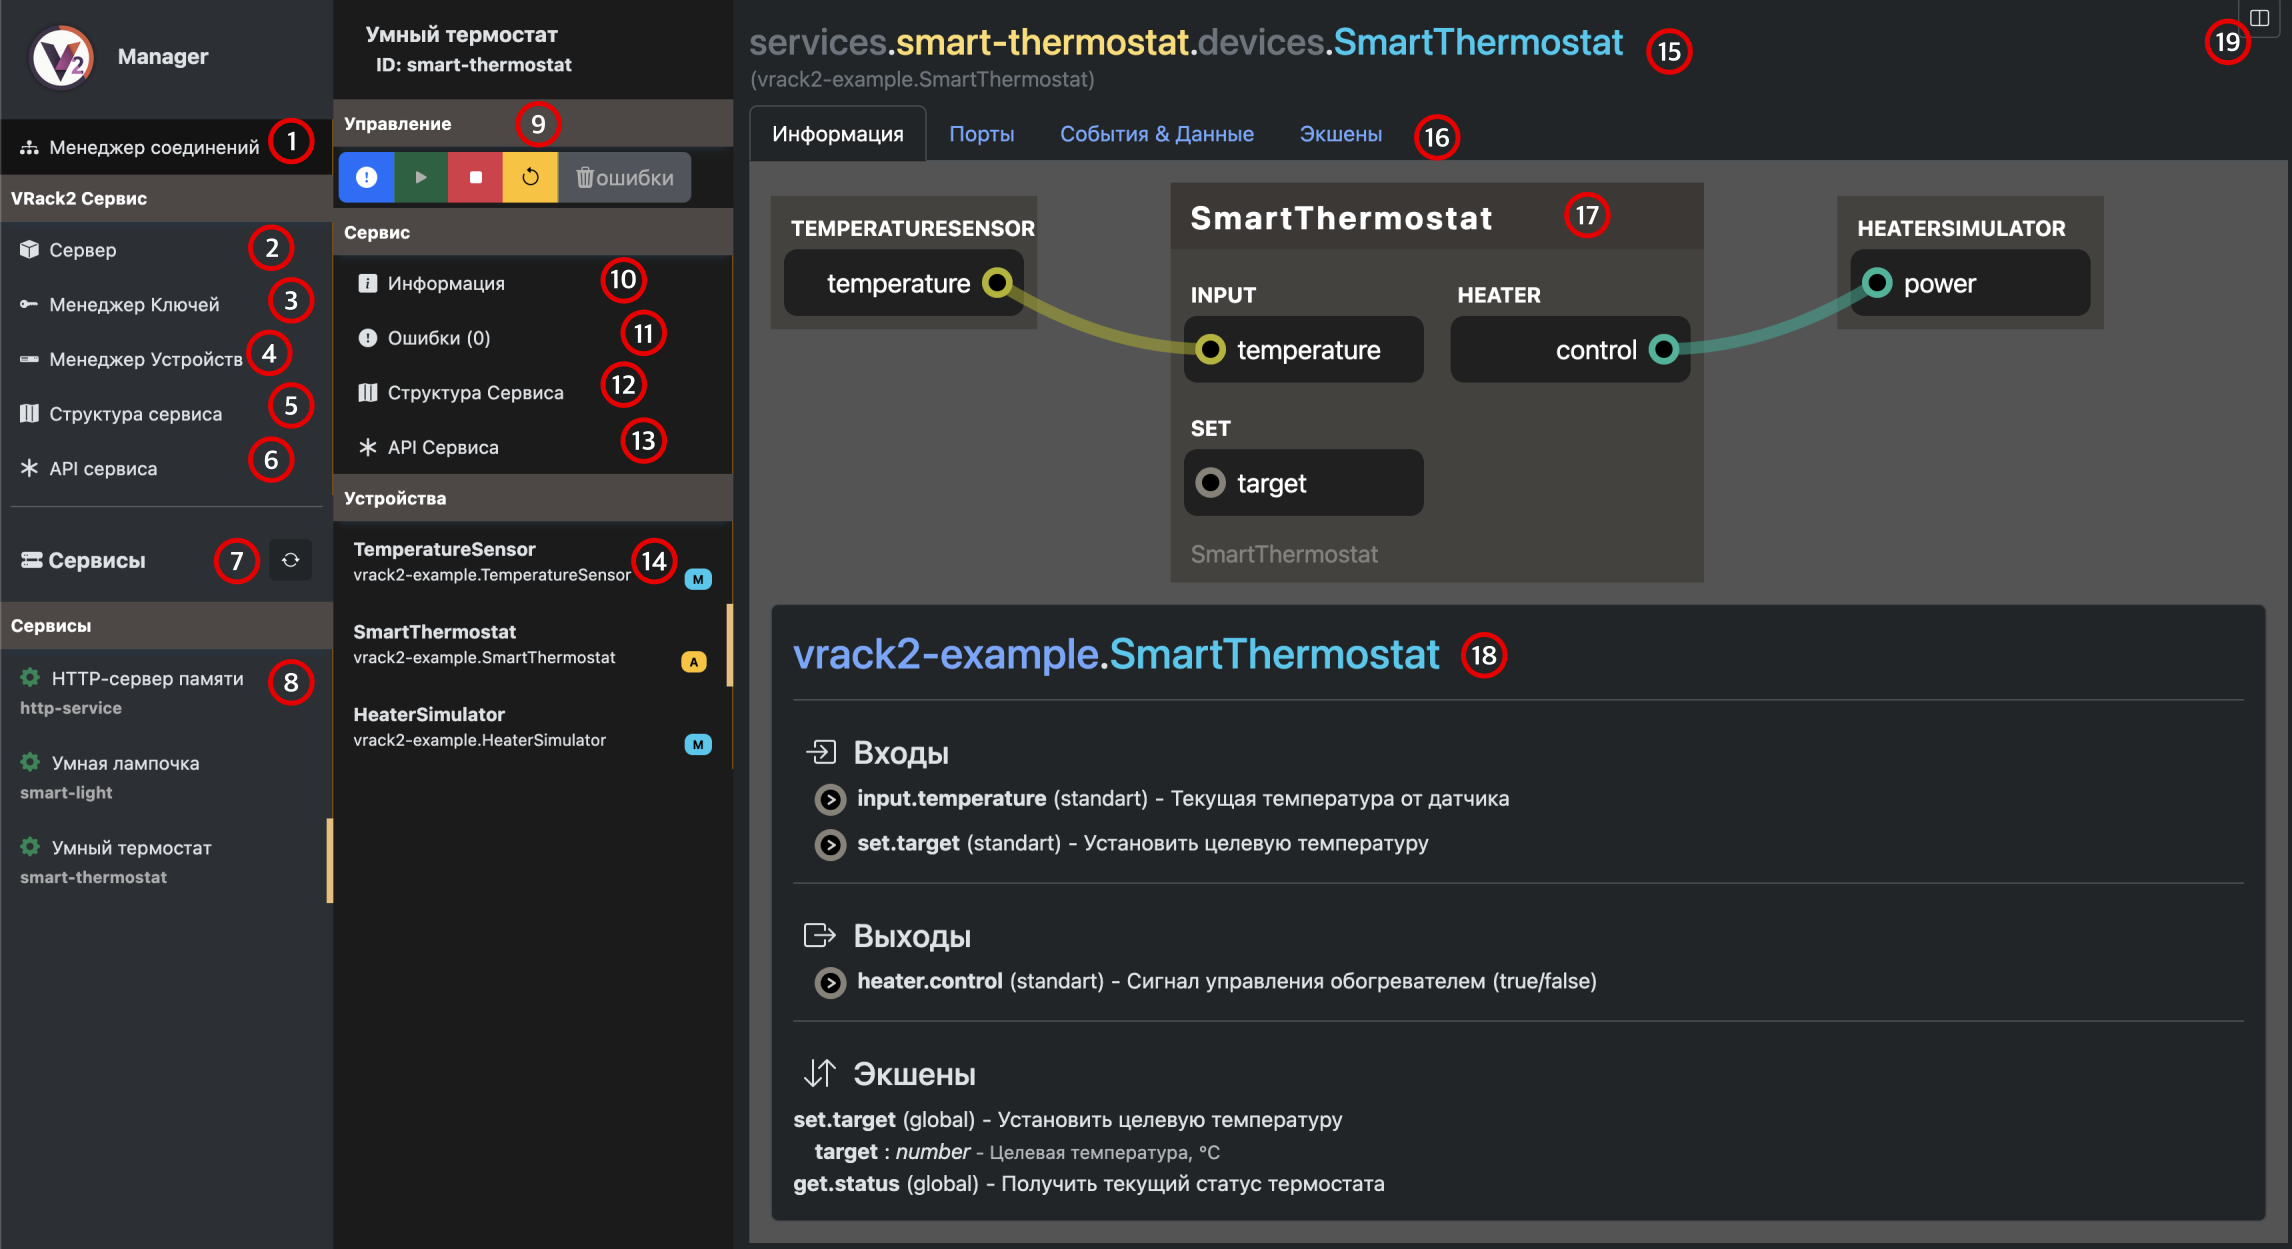 V2
Manager
Менеджер соединений 1
VRack2 Сервис
Сервер 2
Менеджер Ключей 3
Менеджер Устройств 4
Структура сервиса 5
API сервиса 6
Сервисы 7
Сервисы
HTTP-сервер памяти 8
http-service
Умная лампочка
smart-light
Умный термостат
smart-thermostat
Умный термостат
ID: smart-thermostat
Управление 9
ошибки
Сервис
Информация 10
Ошибки (0) 11
Структура Сервиса 12
API Сервиса 13
Устройства
TemperatureSensor 14
vrack2-example.TemperatureSensor M
SmartThermostat
vrack2-example.SmartThermostat A
HeaterSimulator
vrack2-example.HeaterSimulator M
services.smart-thermostat.devices.SmartThermostat 15
19
(vrack2-example.SmartThermostat)
Информация Порты События & Данные Экшены 16
TEMPERATURESENSOR
temperature
SmartThermostat 17
INPUT HEATER
temperature control
SET
target
SmartThermostat
HEATERSIMULATOR
power
vrack2-example.SmartThermostat 18
Входы
input.temperature (standart) - Текущая температура от датчика
set.target (standart) - Установить целевую температуру
Выходы
heater.control (standart) - Сигнал управления обогревателем (true/false)
Экшены
set.target (global) - Установить целевую температуру
target : number - Целевая температура, °C
get.status (global) - Получить текущий статус термостата